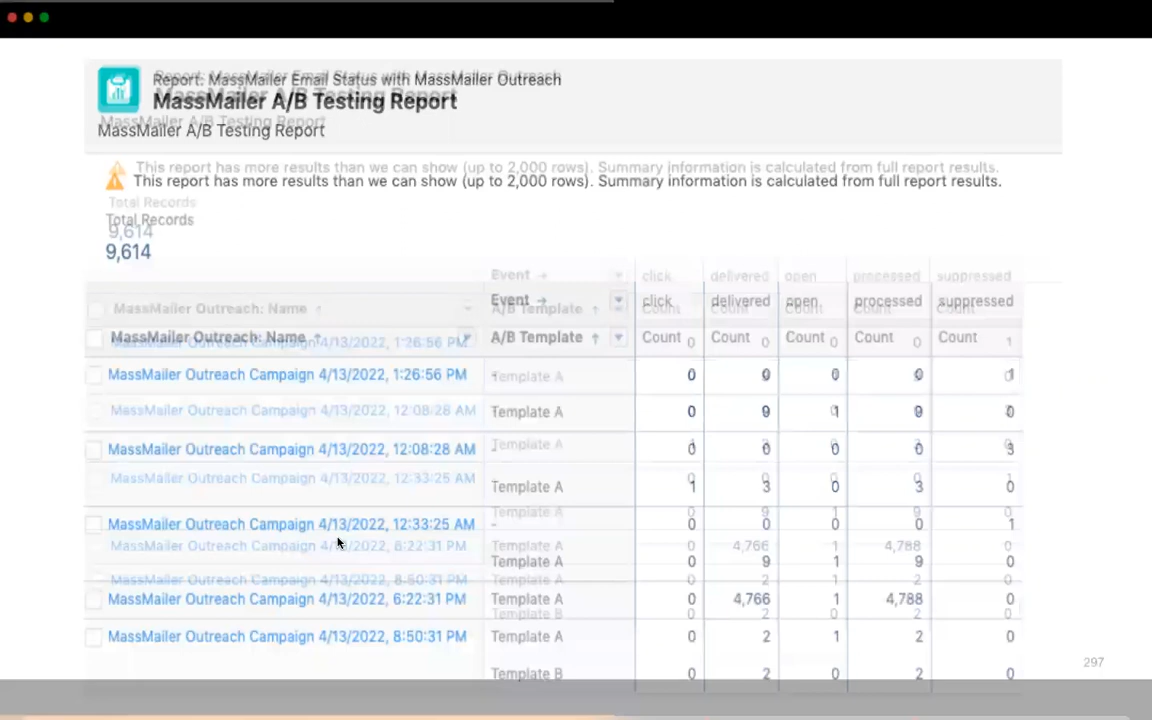 Report: MassMailer Email Status with MassMailer Outreach
MassMailer A/B Testing Report
MassMailer A/B Testing Report
This report has more results than we can show (up to 2,000 rows). Summary information is calculated from full report results.
Total Records
9,614
Event → click delivered open processed suppressed
MassMailer Outreach: Name ↑ A/B Template ↑ Count Count Count Count Count
MassMailer Outreach Campaign 4/13/2022, 1:26:56 PM - 0 0 0 0 1
Template A 0 9 1 9 0
MassMailer Outreach Campaign 4/13/2022, 12:08:28 AM - 0 0 0 0 3
Template A 1 3 0 3 0
MassMailer Outreach Campaign 4/13/2022, 12:33:25 AM - 0 0 0 0 1
Template A 0 9 1 9 0
MassMailer Outreach Campaign 4/13/2022, 6:22:31 PM Template A 0 4,766 1 4,788 0
MassMailer Outreach Campaign 4/13/2022, 8:50:31 PM Template A 0 2 1 2 0
Template B 0 2 0 2 0
297